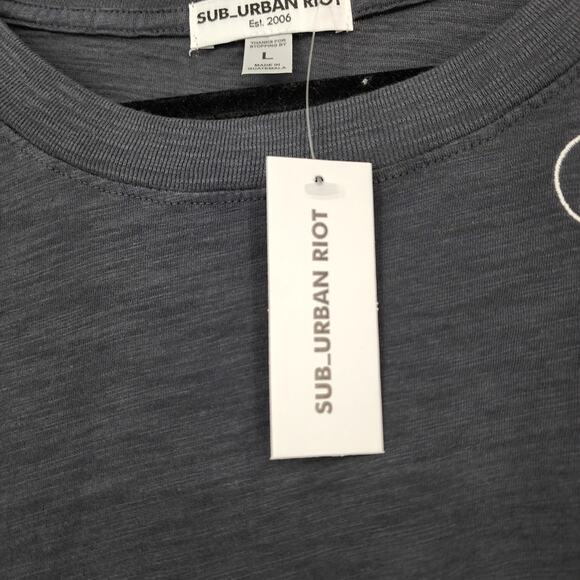 SUB_URBAN RIOT
Est. 2006
THANKS FOR
STOPPING BY
L
MADE IN
GUATEMALA
SUB_URBAN RIOT